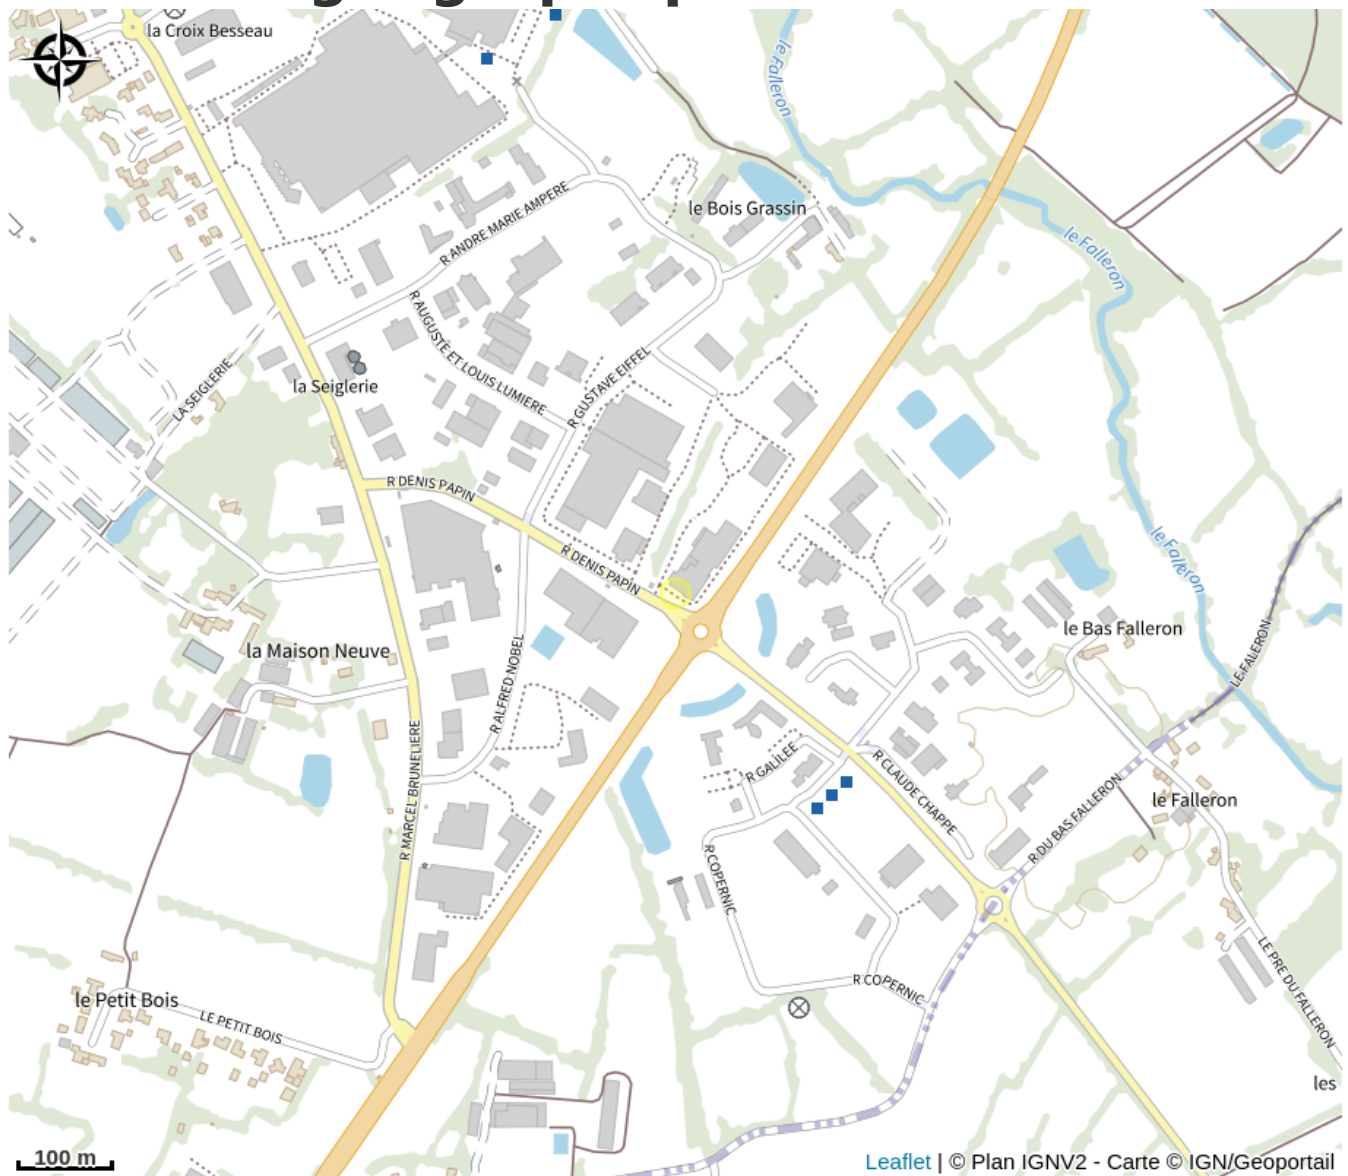 la Croix Besseau
le Falleron
le Bois Grassin
R ANDRE MARIE AMPERE
le Falleron
R AUGUSTE ET LOUIS LUMIERE
la Seiglerie
LA SEIGLERIE
R GUSTAVE EIFFEL
R DENIS PAPIN
R DENIS PAPIN
le Falleron
le Bas Falleron
LE FALERON
la Maison Neuve
R ALFRED NOBEL
R MARCEL BRUNELIERE
R GALILEE
R CLAUDE CHAPPE
R DU BAS FALLERON
le Falleron
R COPERNIC
R COPERNIC
LE PRE DU FALLERON
le Petit Bois
LE PETIT BOIS
les
100 m
Leaflet | © Plan IGNV2 - Carte © IGN/Geoportail